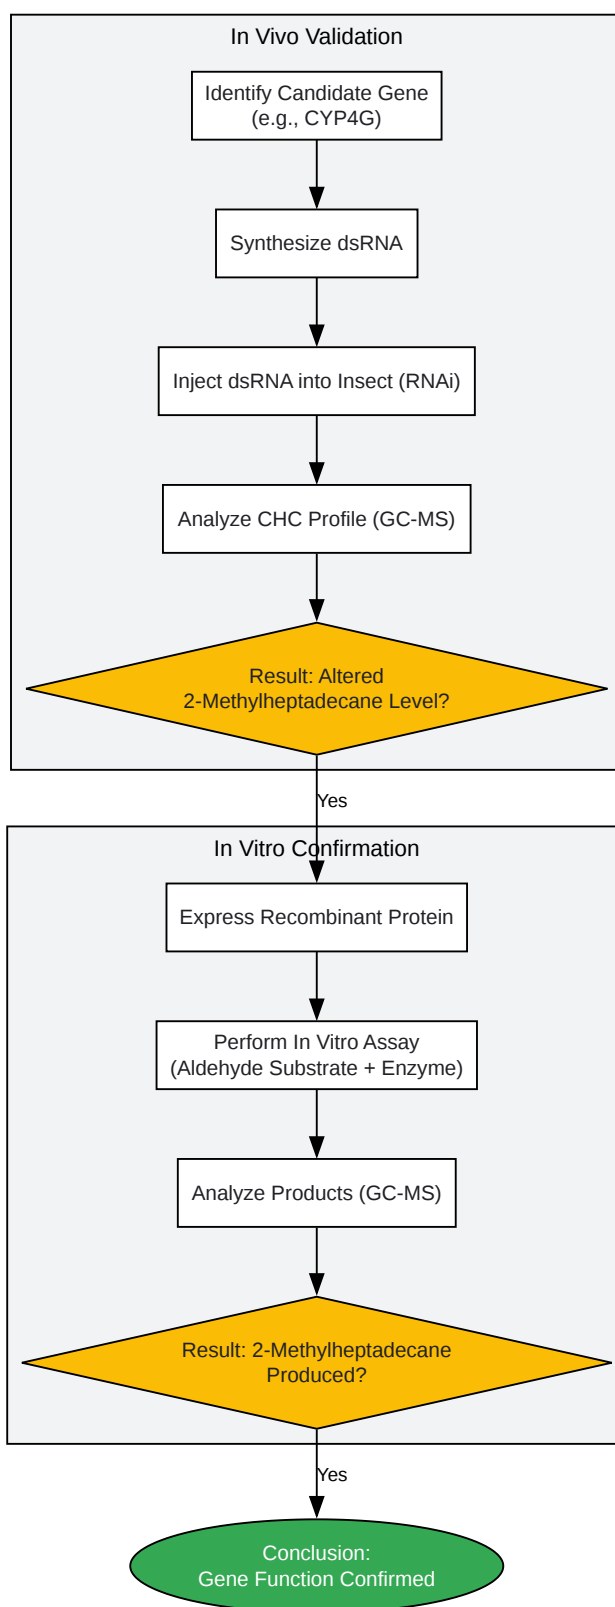 In Vivo Validation
Identify Candidate Gene
(e.g., CYP4G)
Synthesize dsRNA
Inject dsRNA into Insect (RNAi)
Analyze CHC Profile (GC-MS)
Result: Altered
2-Methylheptadecane Level?
Yes
In Vitro Confirmation
Express Recombinant Protein
Perform In Vitro Assay
(Aldehyde Substrate + Enzyme)
Analyze Products (GC-MS)
Result: 2-Methylheptadecane
Produced?
Yes
Conclusion:
Gene Function Confirmed